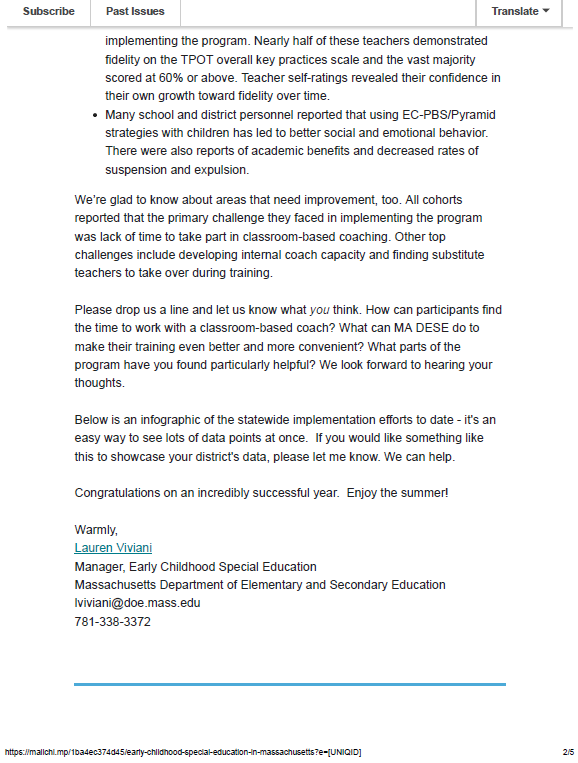 Subscribe Past Issues Translate
implementing the program. Nearly half of these teachers demonstrated
fidelity on the TPOT overall key practices scale and the vast majority
scored at 60% or above. Teacher self-ratings revealed their confidence in
their own growth toward fidelity over time.
• Many school and district personnel reported that using EC-PBS/Pyramid
strategies with children has led to better social and emotional behavior.
There were also reports of academic benefits and decreased rates of
suspension and expulsion.
We're glad to know about areas that need improvement, too. All cohorts
reported that the primary challenge they faced in implementing the program
was lack of time to take part in classroom-based coaching. Other top
challenges include developing internal coach capacity and finding substitute
teachers to take over during training.
Please drop us a line and let us know what you think. How can participants find
the time to work with a classroom-based coach? What can MA DESE do to
make their training even better and more convenient? What parts of the
program have you found particularly helpful? We look forward to hearing your
thoughts.
Below is an infographic of the statewide implementation efforts to date - it's an
easy way to see lots of data points at once.  If you would like something like
this to showcase your district's data, please let me know. We can help.
Congratulations on an incredibly successful year.  Enjoy the summer!
Warmly,
Lauren Viviani
Manager, Early Childhood Special Education
Massachusetts Department of Elementary and Secondary Education
lviviani@doe.mass.edu
781-338-3372
https://mailchi.mp/1ba4ec374d45/early-childhood-special-education-in-massachusetts?e=[UNIQID] 2/5